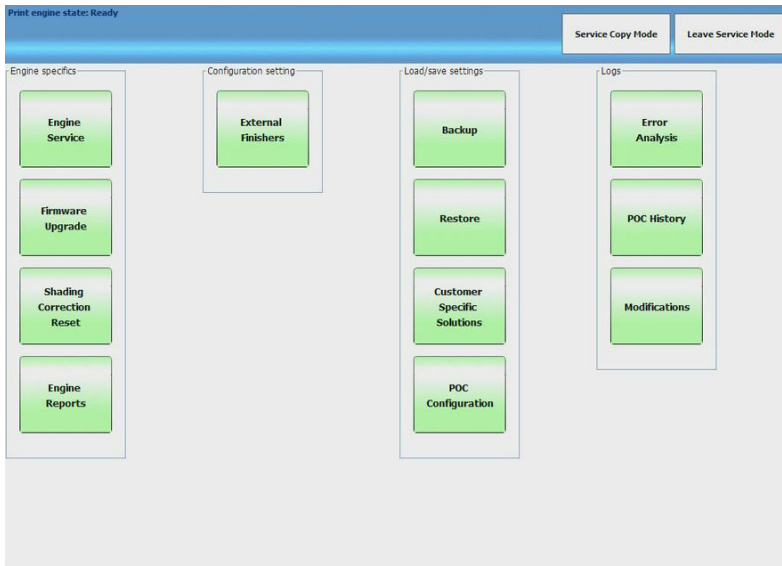 Print engine state: Ready
Service Copy Mode
Leave Service Mode
Engine specifics
Engine
Service
Firmware
Upgrade
Shading
Correction
Reset
Engine
Reports
Configuration setting
External
Finishers
Load/save settings
Backup
Restore
Customer
Specific
Solutions
POC
Configuration
Logs
Error
Analysis
POC History
Modifications